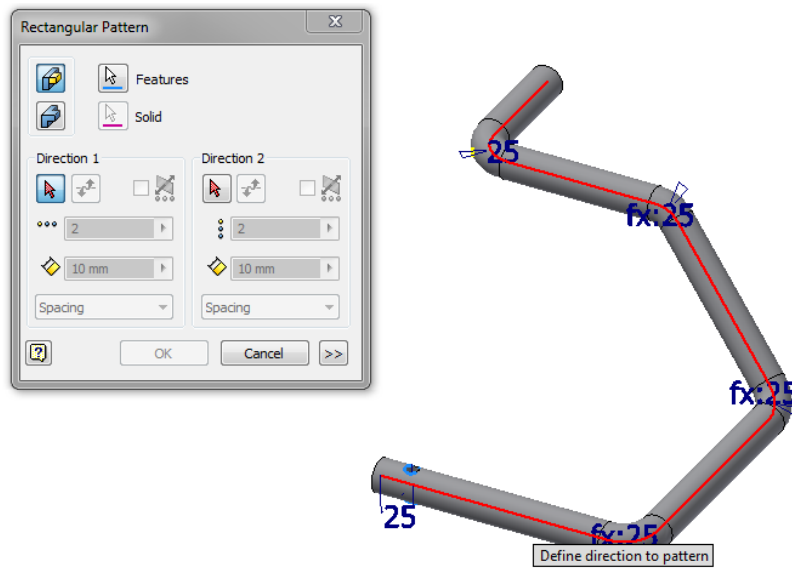 Rectangular Pattern
x
Features
Solid
Direction 1
Direction 2
2
2
10 mm
10 mm
Spacing
Spacing
?
OK
Cancel
>>
25
fx:25
fx:25
25
fx:25
Define direction to pattern